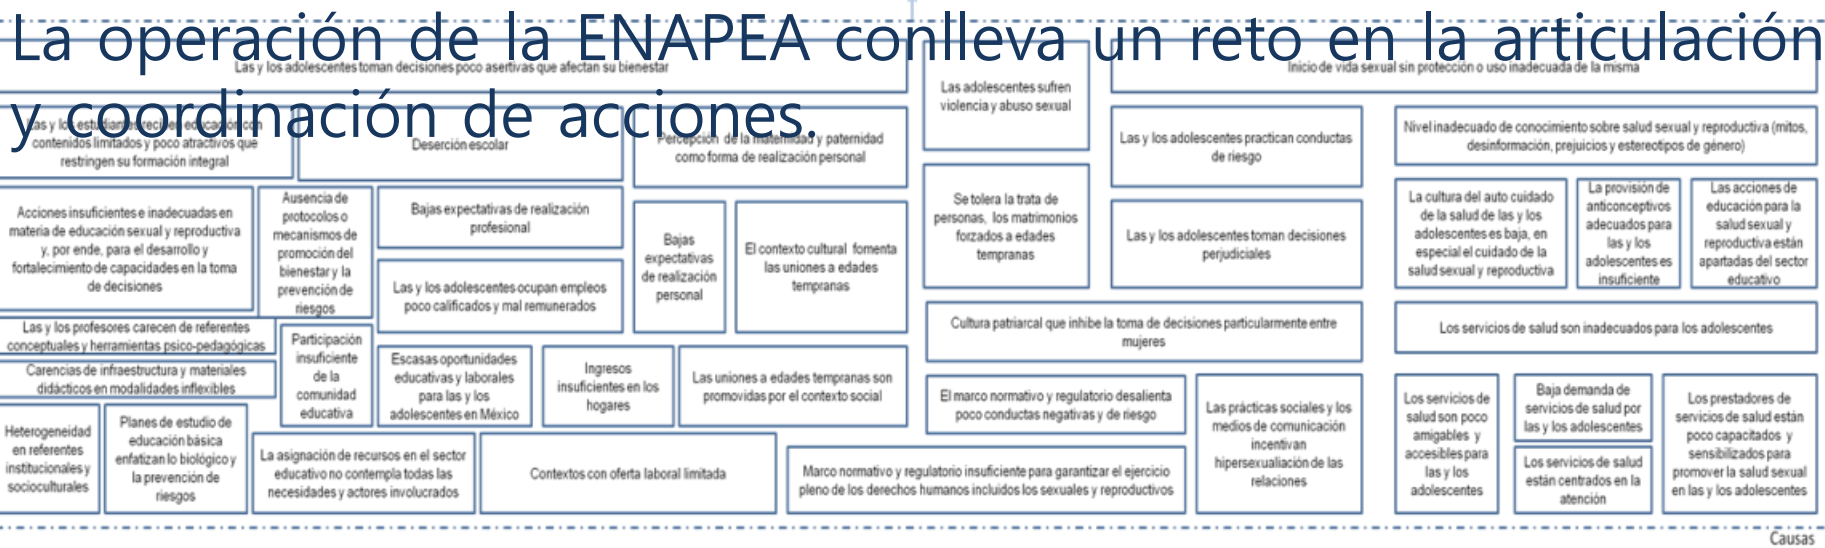 La operación de la ENAPEA conlleva un reto en la articulación
y coordinación de acciones.
Las y los adolescentes toman decisiones poco asertivas que afectan su bienestar
Las y los estudiantes reciben educación con
contenidos limitados y poco atractivos que
restringen su formación integral
Deserción escolar
Percepción de la maternidad y paternidad
como forma de realización personal
Acciones insuficientes e inadecuadas en
materia de educación sexual y reproductiva
y, por ende, para el desarrollo y
fortalecimiento de capacidades en la toma
de decisiones
Ausencia de
protocolos o
mecanismos de
promoción del
bienestar y la
prevención de
riesgos
Bajas expectativas de realización
profesional
Las y los adolescentes ocupan empleos
poco calificados y mal remunerados
Bajas
expectativas
de realización
personal
El contexto cultural fomenta
las uniones a edades
tempranas
Las y los profesores carecen de referentes
conceptuales y herramientas psico-pedagógicas
Carencias de infraestructura y materiales
didácticos en modalidades inflexibles
Participación
insuficiente
de la
comunidad
educativa
Escasas oportunidades
educativas y laborales
para las y los
adolescentes en México
Ingresos
insuficientes en los
hogares
Las uniones a edades tempranas son
promovidas por el contexto social
Heterogeneidad
en referentes
institucionales y
socioculturales
Planes de estudio de
educación básica
enfatizan lo biológico y
la prevención de
riesgos
La asignación de recursos en el sector
educativo no contempla todas las
necesidades y actores involucrados
Contextos con oferta laboral limitada
Las adolescentes sufren
violencia y abuso sexual
Se tolera la trata de
personas, los matrimonios
forzados a edades
tempranas
Inicio de vida sexual sin protección o uso inadecuada de la misma
Las y los adolescentes practican conductas
de riesgo
Las y los adolescentes toman decisiones
perjudiciales
Cultura patriarcal que inhibe la toma de decisiones particularmente entre
mujeres
El marco normativo y regulatorio desalienta
poco conductas negativas y de riesgo
Las prácticas sociales y los
medios de comunicación
incentivan
hipersexualiación de las
relaciones
Marco normativo y regulatorio insuficiente para garantizar el ejercicio
pleno de los derechos humanos incluidos los sexuales y reproductivos
Nivel inadecuado de conocimiento sobre salud sexual y reproductiva (mitos,
desinformación, prejuicios y estereotipos de género)
La cultura del auto cuidado
de la salud de las y los
adolescentes es baja, en
especial el cuidado de la
salud sexual y reproductiva
La provisión de
anticonceptivos
adecuados para
las y los
adolescentes es
insuficiente
Las acciones de
educación para la
salud sexual y
reproductiva están
apartadas del sector
educativo
Los servicios de salud son inadecuados para los adolescentes
Los servicios de
salud son poco
amigables y
accesibles para
las y los
adolescentes
Baja demanda de
servicios de salud por
las y los adolescentes
Los servicios de salud
están centrados en la
atención
Los prestadores de
servicios de salud están
poco capacitados y
sensibilizados para
promover la salud sexual
en las y los adolescentes
Causas